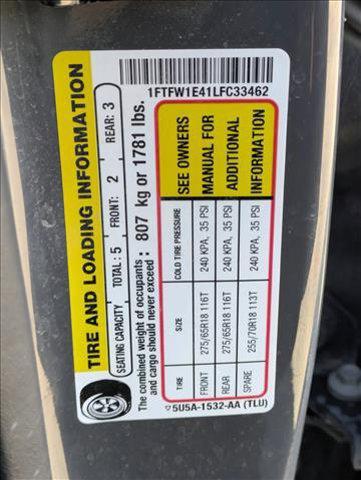 1FTFW1E41LFC33462
TIRE AND LOADING INFORMATION
SEATING CAPACITY TOTAL : 5 FRONT: 2 REAR: 3
The combined weight of occupants
and cargo should never exceed : 807 kg or 1781 lbs.
TIRE SIZE COLD TIRE PRESSURE
FRONT 275/65R18 116T 240 KPA, 35 PSI
REAR 275/65R18 116T 240 KPA, 35 PSI
SPARE 255/70R18 113T 240 KPA, 35 PSI
SEE OWNERS
MANUAL FOR
ADDITIONAL
INFORMATION
5U5A-1532-AA (TLU)